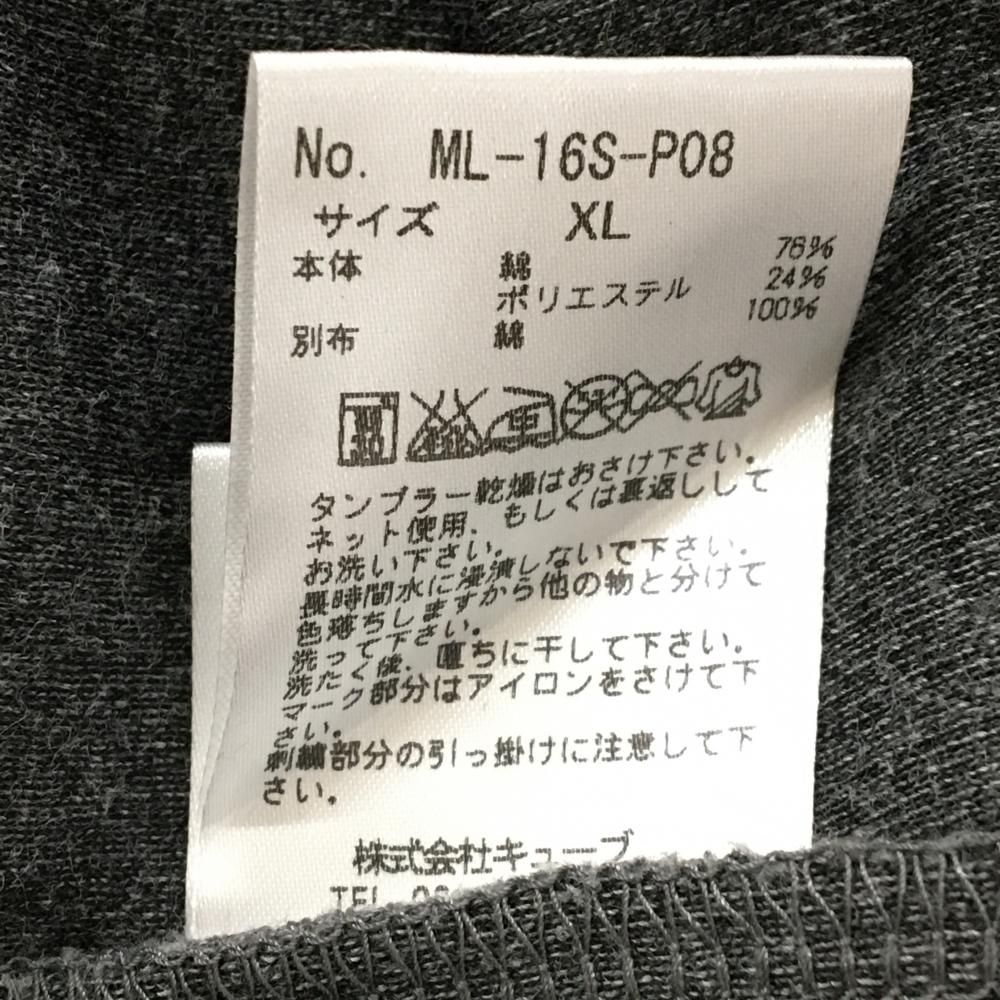 No. ML-16S-P08
サイズ XL
本体 綿 76%
ポリエステル 24%
別布 綿 100%
タンブラー乾燥はおさけ下さい。
ネット使用、もしくは裏返しして
お洗い下さい。
長時間水に浸漬しないで下さい。
色落ちしますから他の物と分けて
洗って下さい。
洗たく後、直ちに干して下さい。
マーク部分はアイロンをさけて下
さい。
刺繍部分の引っ掛けに注意して下
さい。
株式会社キューブ
TEL